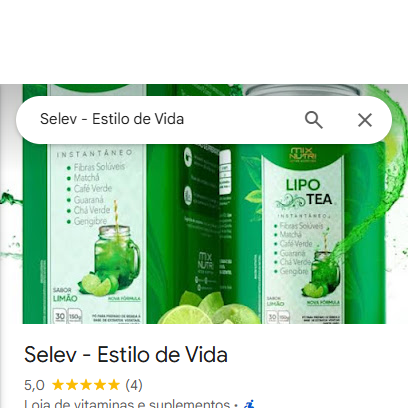 Selev - Estilo de Vida
INSTANTÂNEO
• Fibras Solúveis
• Matchá
• Café Verde
• Guaraná
• Chá Verde
• Gengibre
SABOR
LIMÃO
NOVA FÓRMULA
30
150g
MIX
NUTRI
MIX
NUTRI
LIPO
TEA
INSTANTÂNEO
• Fibras Solúveis
• Matchá
• Café Verde
• Guaraná
• Chá Verde
• Gengibre
SABOR
LIMÃO
NOVA FÓRMULA
30
150g
Selev - Estilo de Vida
5,0 ★★★★★ (4)
Loja de vitaminas e suplementos ·